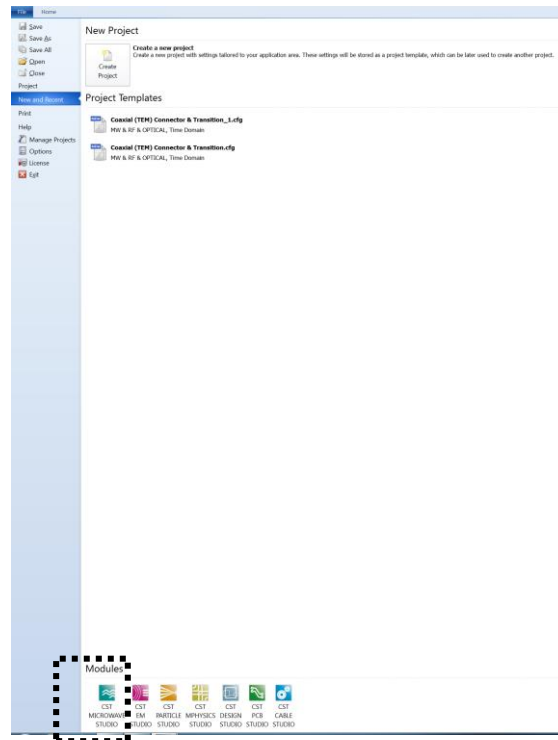 File Home
Save
Save As
Save All
Open
Close
Project
New and Recent
Print
Help
Manage Projects
Options
License
Exit
New Project
Create Project
Create a new project
Create a new project with settings tailored to your application area. These settings will be stored as a project template, which can be later used to create another project.
Project Templates
Coaxial (TEM) Connector & Transition_1.cfg
MW & RF & OPTICAL, Time Domain
Coaxial (TEM) Connector & Transition.cfg
MW & RF & OPTICAL, Time Domain
Modules
CST MICROWAVE STUDIO
CST EM STUDIO
CST PARTICLE STUDIO
CST MPHYSICS STUDIO
CST DESIGN STUDIO
CST PCB STUDIO
CST CABLE STUDIO